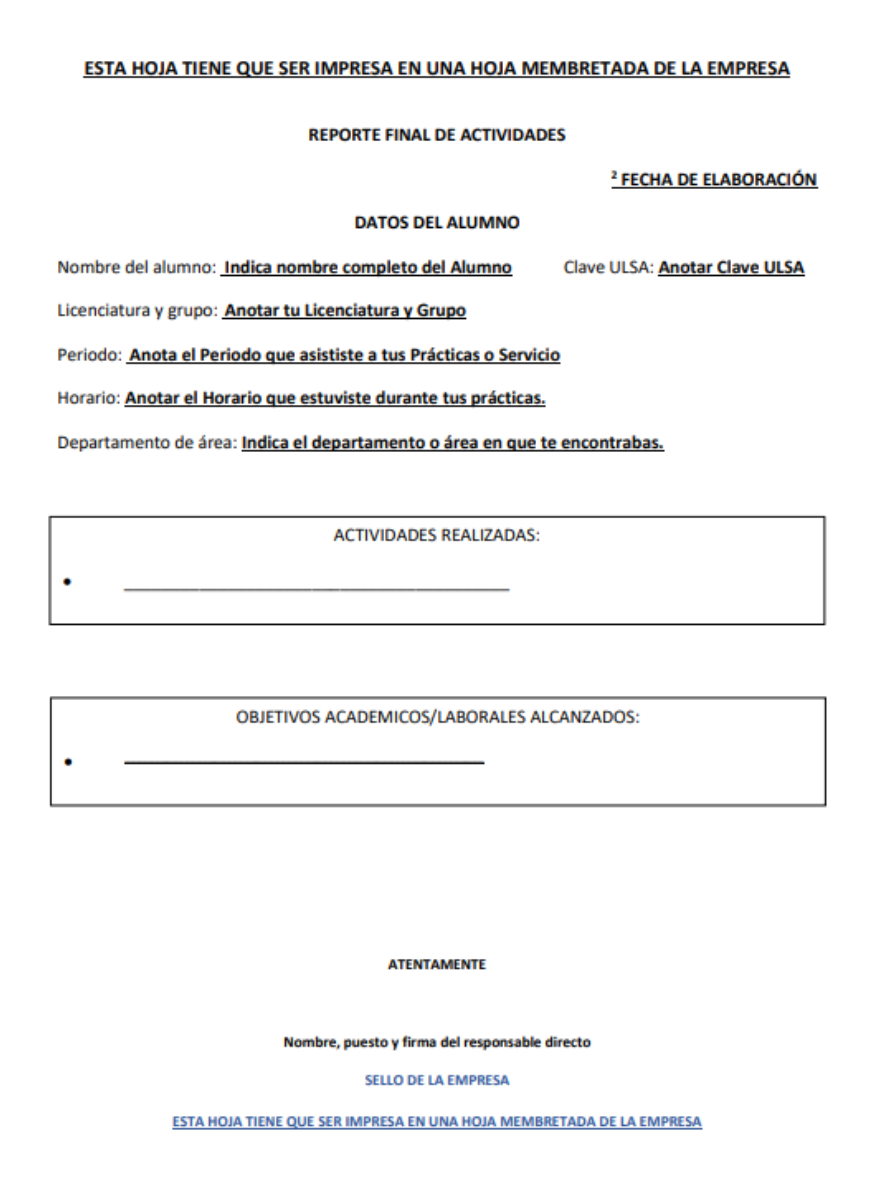 ESTA HOJA TIENE QUE SER IMPRESA EN UNA HOJA MEMBRETADA DE LA EMPRESA
REPORTE FINAL DE ACTIVIDADES
² FECHA DE ELABORACIÓN
DATOS DEL ALUMNO
Nombre del alumno: Indica nombre completo del Alumno Clave ULSA: Anotar Clave ULSA
Licenciatura y grupo: Anotar tu Licenciatura y Grupo
Periodo: Anota el Periodo que asististe a tus Prácticas o Servicio
Horario: Anotar el Horario que estuviste durante tus prácticas.
Departamento de área: Indica el departamento o área en que te encontrabas.
ACTIVIDADES REALIZADAS:
• ________________________________________
OBJETIVOS ACADEMICOS/LABORALES ALCANZADOS:
• ________________________________________
ATENTAMENTE
Nombre, puesto y firma del responsable directo
SELLO DE LA EMPRESA
ESTA HOJA TIENE QUE SER IMPRESA EN UNA HOJA MEMBRETADA DE LA EMPRESA